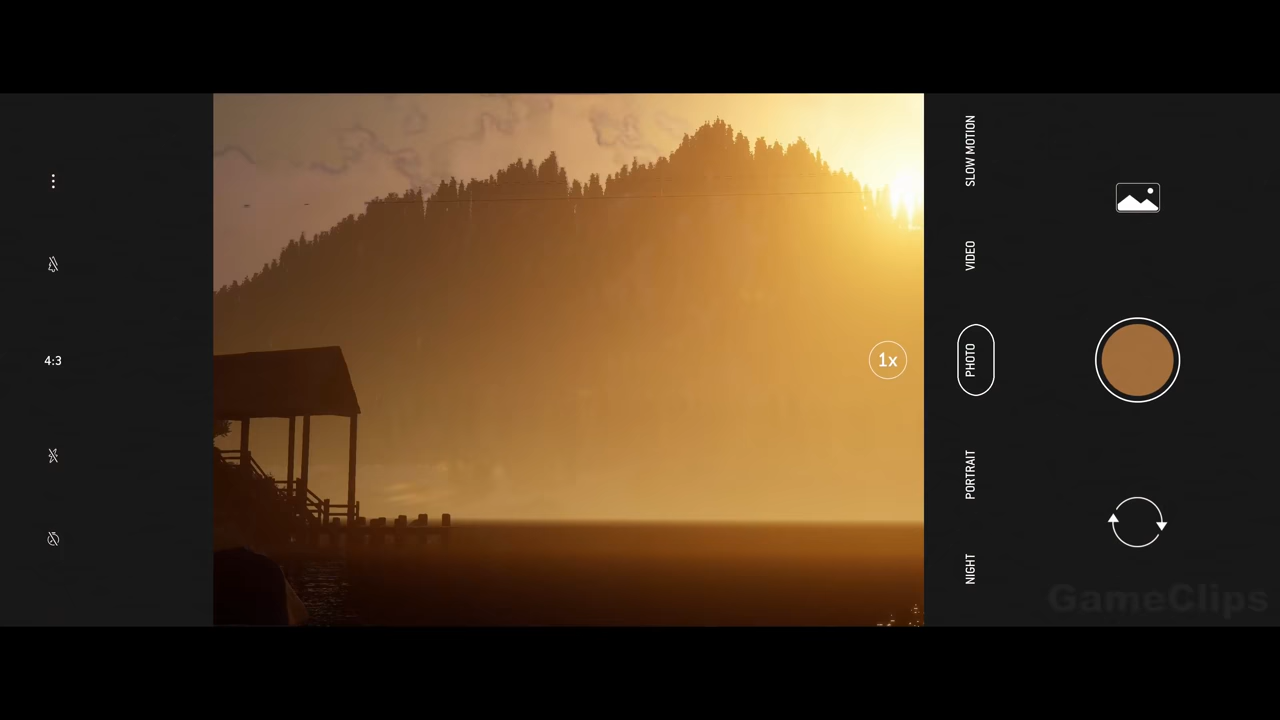 4:3
1x
SLOW MOTION
VIDEO
PHOTO
PORTRAIT
NIGHT
GameClips